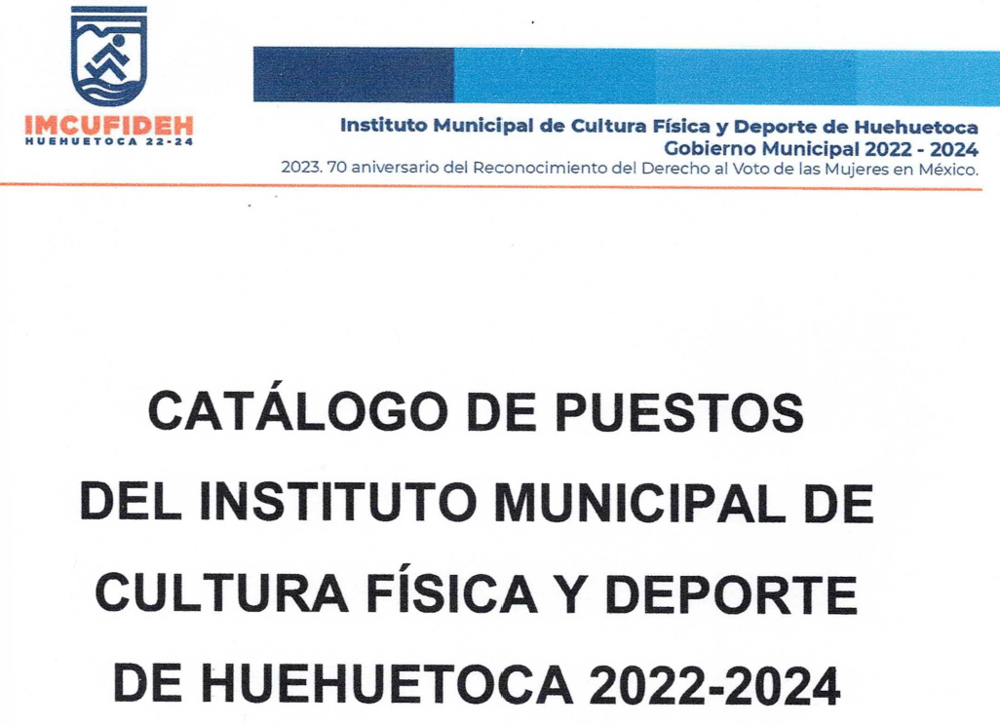 IMCUFIDEH
HUEHUETOCA 22-24
Instituto Municipal de Cultura Física y Deporte de Huehuetoca
Gobierno Municipal 2022 - 2024
2023. 70 aniversario del Reconocimiento del Derecho al Voto de las Mujeres en México.
CATÁLOGO DE PUESTOS
DEL INSTITUTO MUNICIPAL DE
CULTURA FÍSICA Y DEPORTE
DE HUEHUETOCA 2022-2024